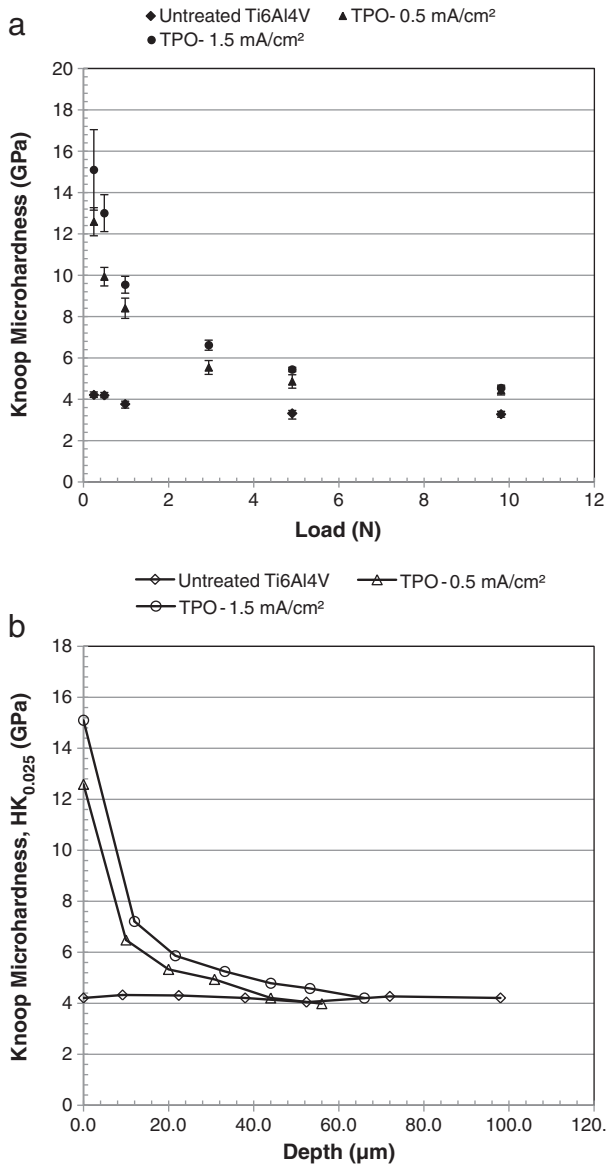 a
Untreated Ti6Al4V TPO- 0.5 mA/cm²
TPO- 1.5 mA/cm²
20
18
16
14
12
10
8
6
4
2
0
Knoop Microhardness (GPa)
0 2 4 6 8 10 12
Load (N)
b
Untreated Ti6Al4V TPO - 0.5 mA/cm²
TPO - 1.5 mA/cm²
18
16
14
12
10
8
6
4
2
0
Knoop Microhardness, HK0.025 (GPa)
0.0 20.0 40.0 60.0 80.0 100.0 120.
Depth (µm)